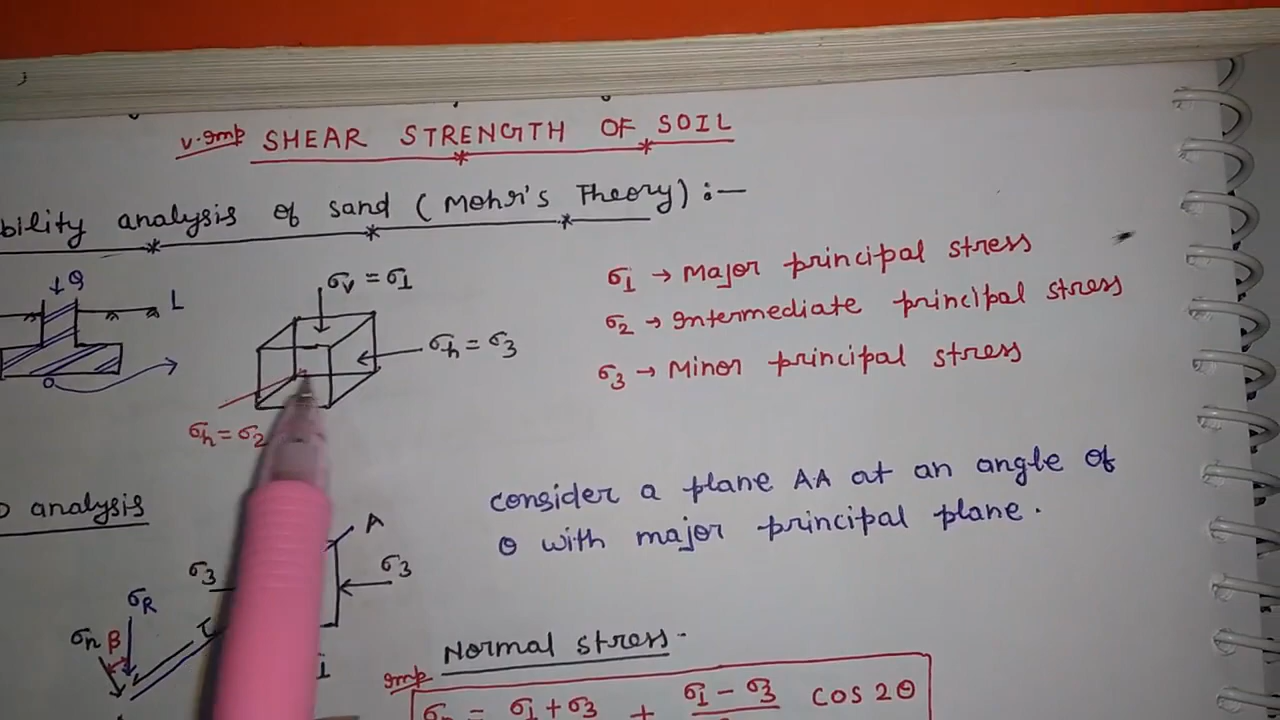 v.Imp SHEAR STRENGTH OF SOIL
bility analysis of sand ( Mohr's Theory) :—
Q
L
σv = σ1
σh = σ3
σh = σ2
σ1 → Major principal stress
σ2 → Intermediate principal stress
σ3 → Minor principal stress
D analysis
consider a plane AA at an angle of
θ with major principal plane.
A
σ3
σ3
σR
σn β
τ
Normal stress.
Imp
σ1 + σ3 + σ1 - σ3 cos 2θ